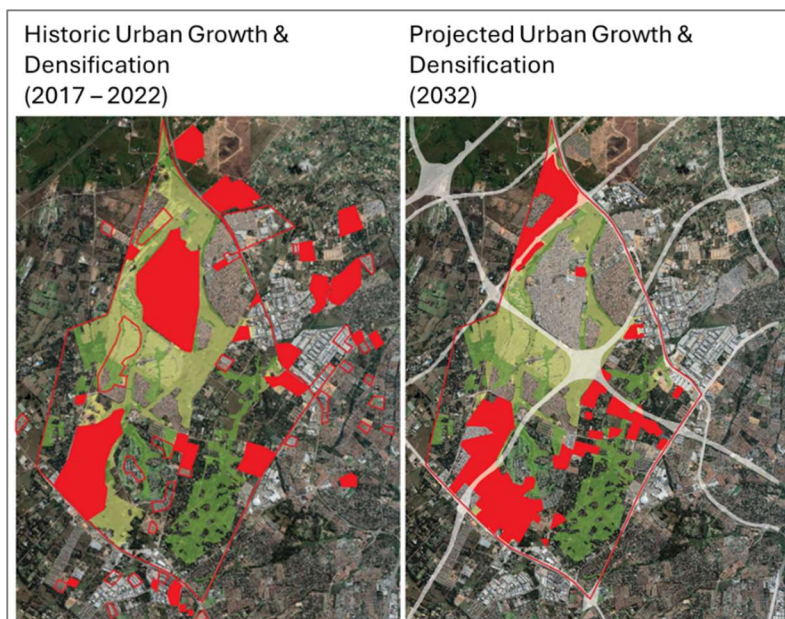 Historic Urban Growth &
Densification
(2017 – 2022)
Projected Urban Growth &
Densification
(2032)